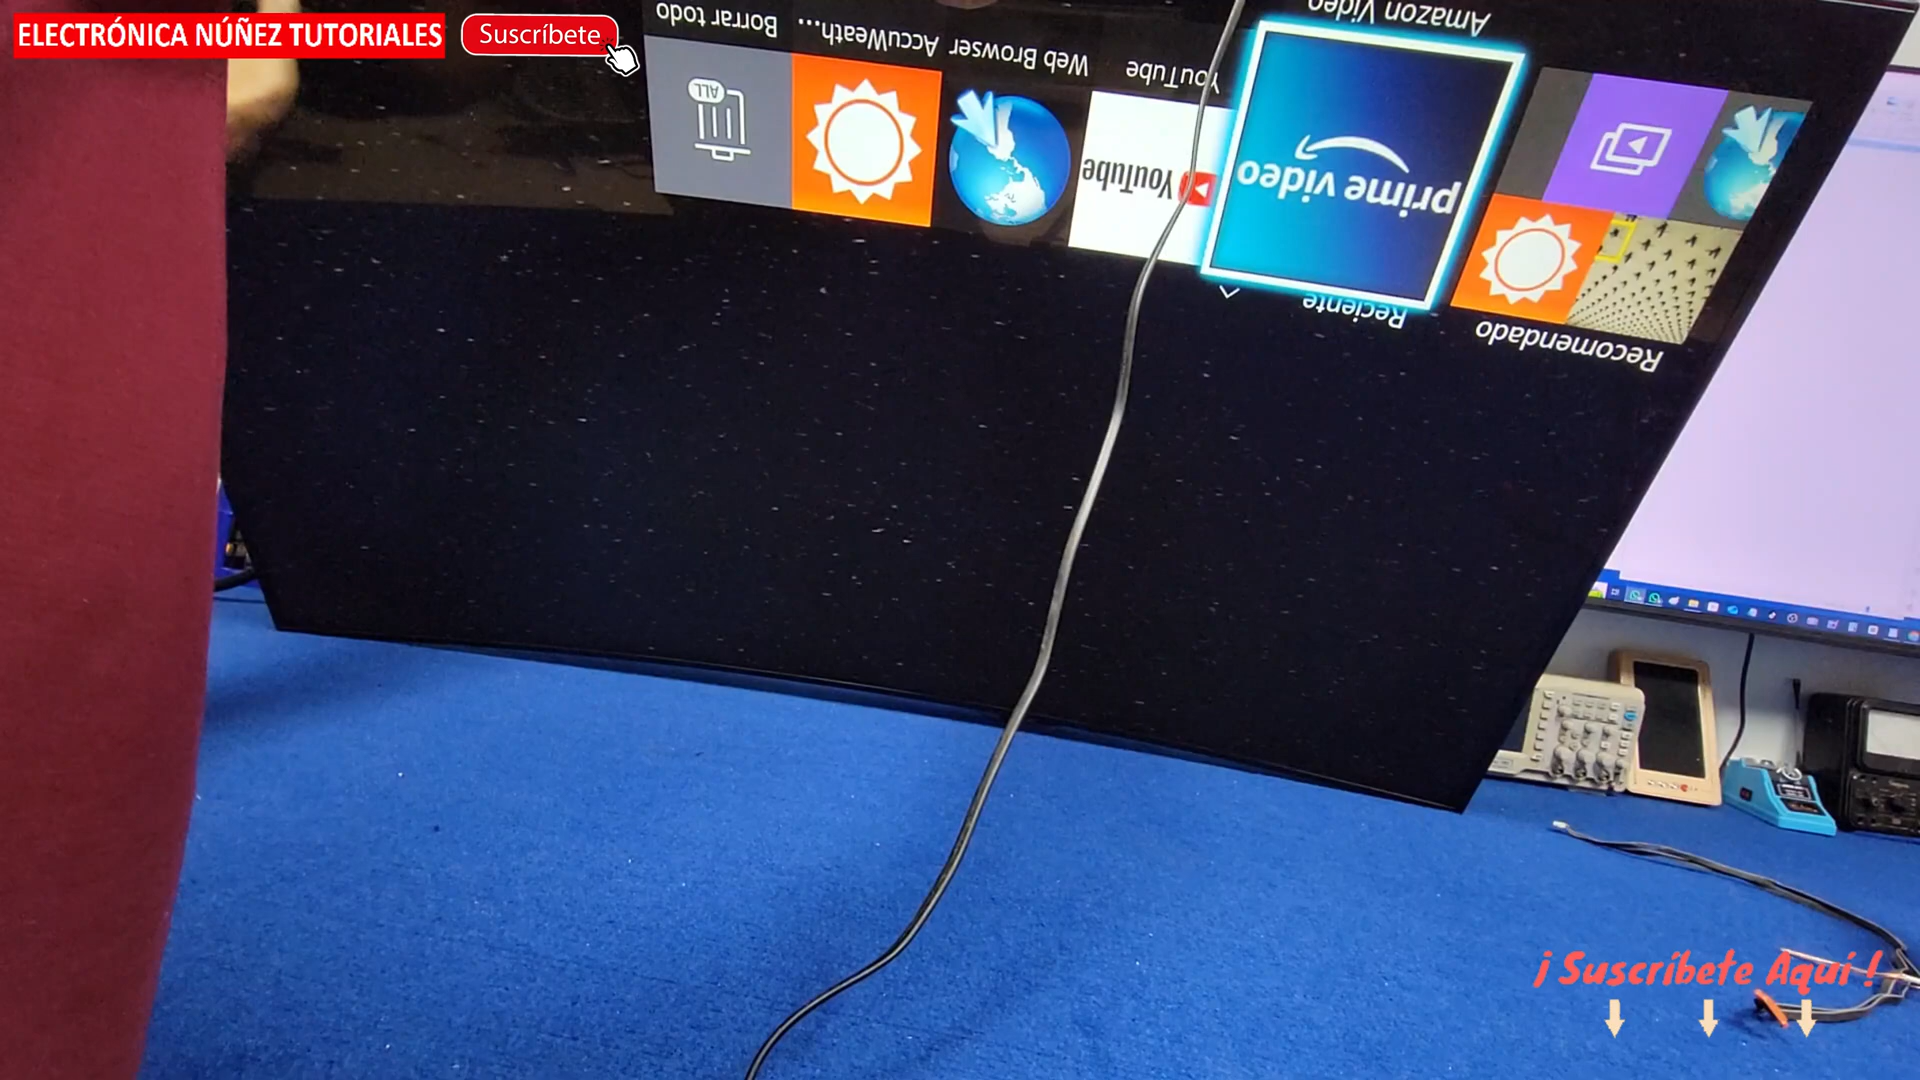 ELECTRÓNICA NÚÑEZ TUTORIALES
Suscríbete
Recomendado
Reciente
prime video
YouTube
ALL
Amazon Video
YouTube
Web Browser
AccuWeath...
Borrar todo
¡ Suscríbete Aquí !